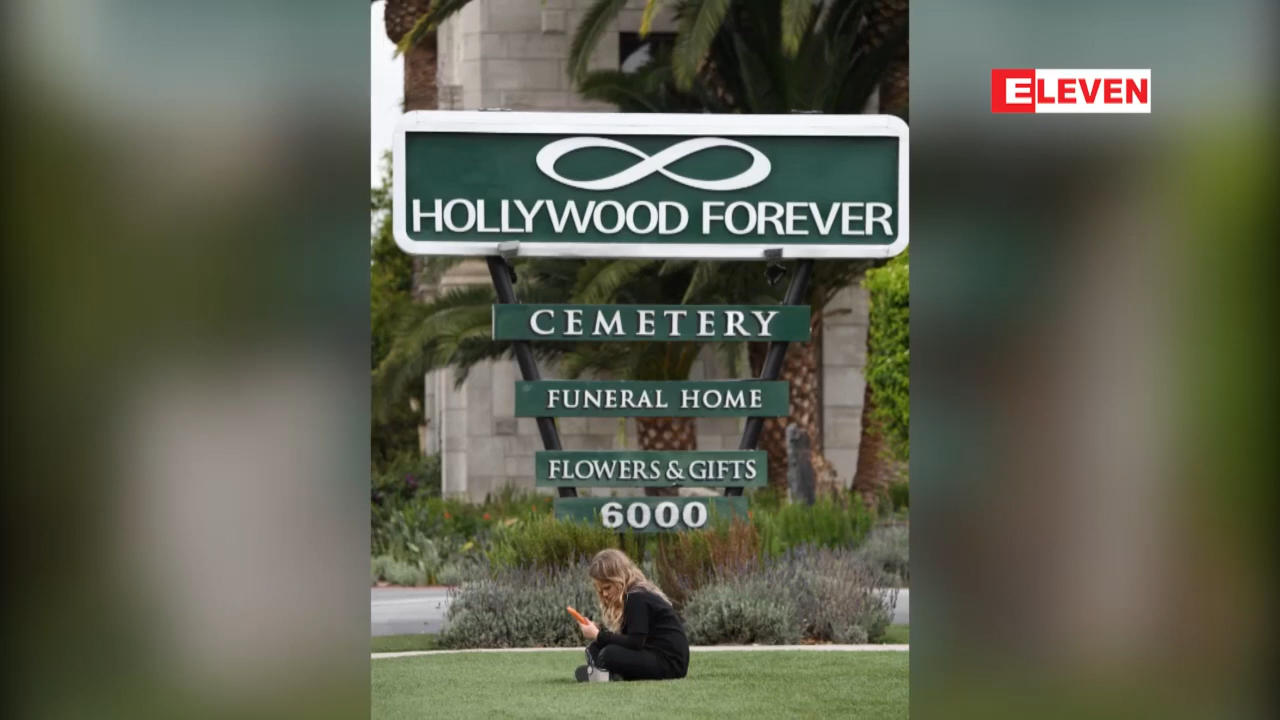 ELEVEN
HOLLYWOOD FOREVER
CEMETERY
FUNERAL HOME
FLOWERS & GIFTS
6000